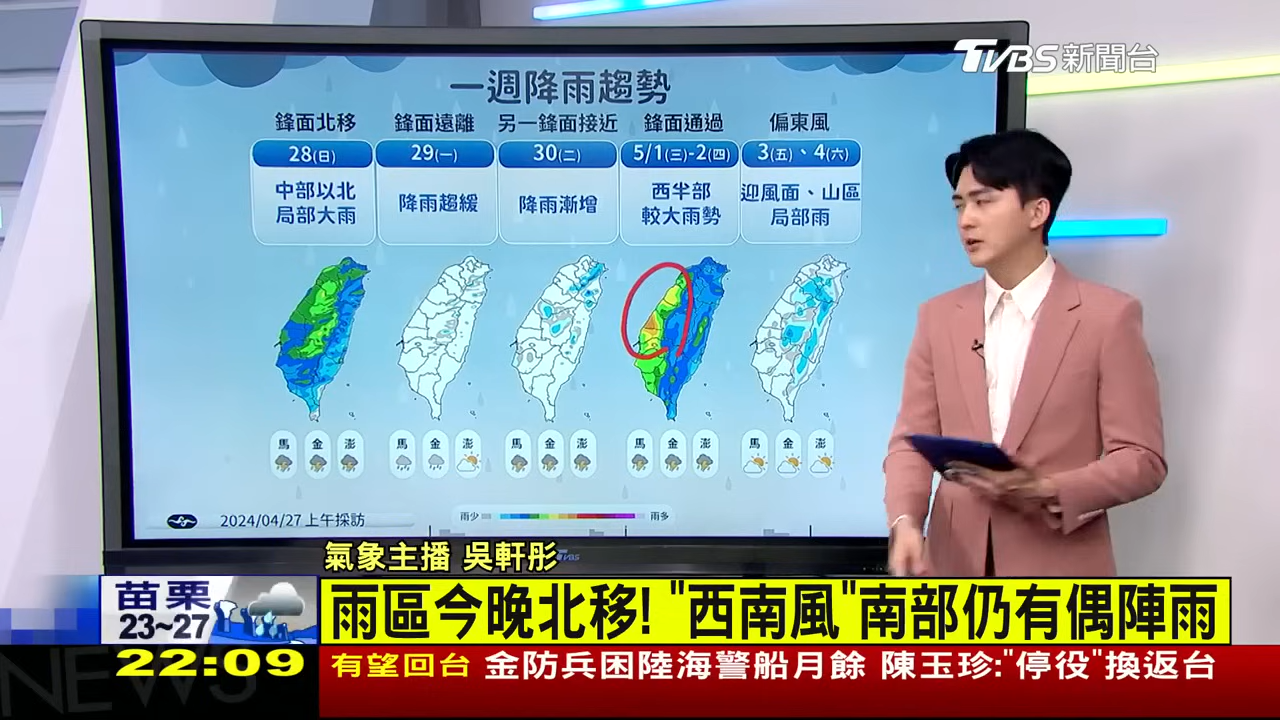 TVBS新聞台
一週降雨趨勢
鋒面北移 鋒面遠離 另一鋒面接近 鋒面通過 偏東風
28(日) 29(一) 30(二) 5/1(三)-2(四) 3(五)、4(六)
中部以北 局部大雨
降雨趨緩
降雨漸增
西半部 較大雨勢
迎風面、山區 局部雨
馬 金 澎 馬 金 澎 馬 金 澎 馬 金 澎 馬 金 澎
2024/04/27 上午採訪
雨少 雨多
TVBS
氣象主播 吳軒彤
苗栗
23~27
雨區今晚北移! "西南風"南部仍有偶陣雨
22:09
有望回台 金防兵困陸海警船月餘 陳玉珍:"停役"換返台
NEWS